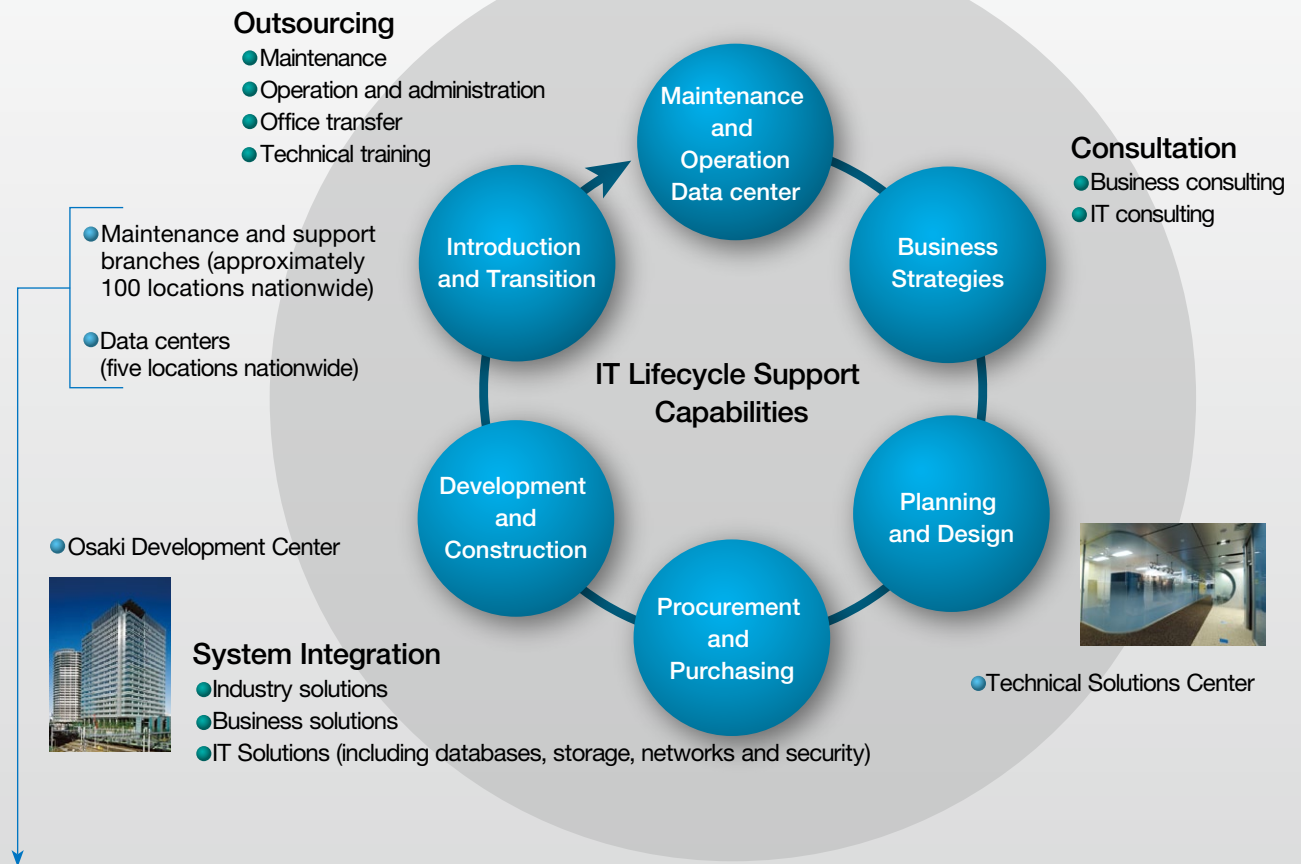 Outsourcing
Maintenance
Operation and administration
Office transfer
Technical training
Maintenance
and
Operation
Data center
Consultation
Business consulting
IT consulting
Maintenance and support
branches (approximately
100 locations nationwide)
Data centers
(five locations nationwide)
Introduction
and Transition
Business
Strategies
IT Lifecycle Support
Capabilities
Development
and
Construction
Planning
and Design
Osaki Development Center
Procurement
and
Purchasing
Technical Solutions Center
System Integration
Industry solutions
Business solutions
IT Solutions (including databases, storage, networks and security)